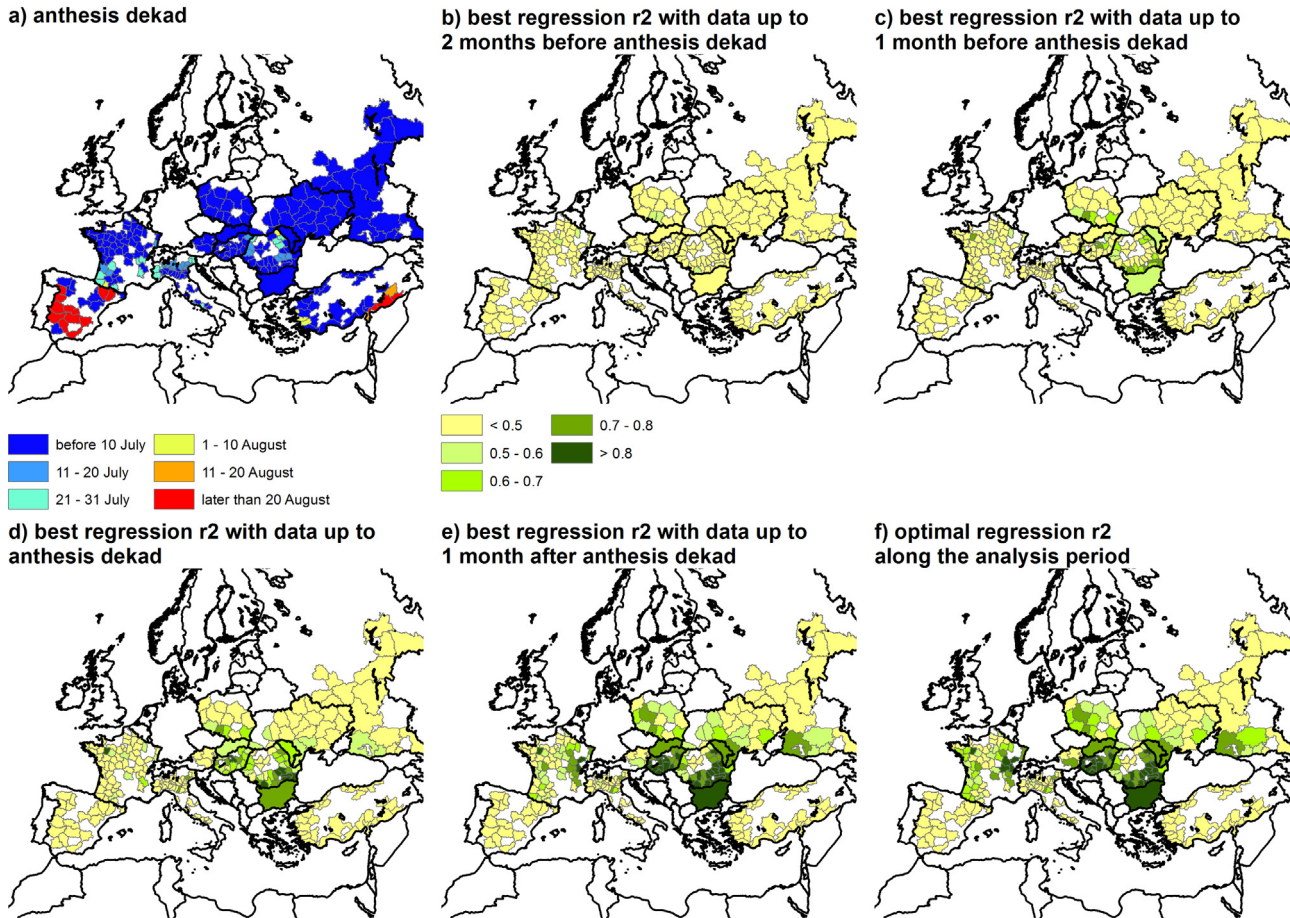 a) anthesis dekad
b) best regression r2 with data up to
2 months before anthesis dekad
c) best regression r2 with data up to
1 month before anthesis dekad
before 10 July
1 - 10 August
11 - 20 July
11 - 20 August
21 - 31 July
later than 20 August
< 0.5
0.7 - 0.8
0.5 - 0.6
> 0.8
0.6 - 0.7
d) best regression r2 with data up to
anthesis dekad
e) best regression r2 with data up to
1 month after anthesis dekad
f) optimal regression r2
along the analysis period